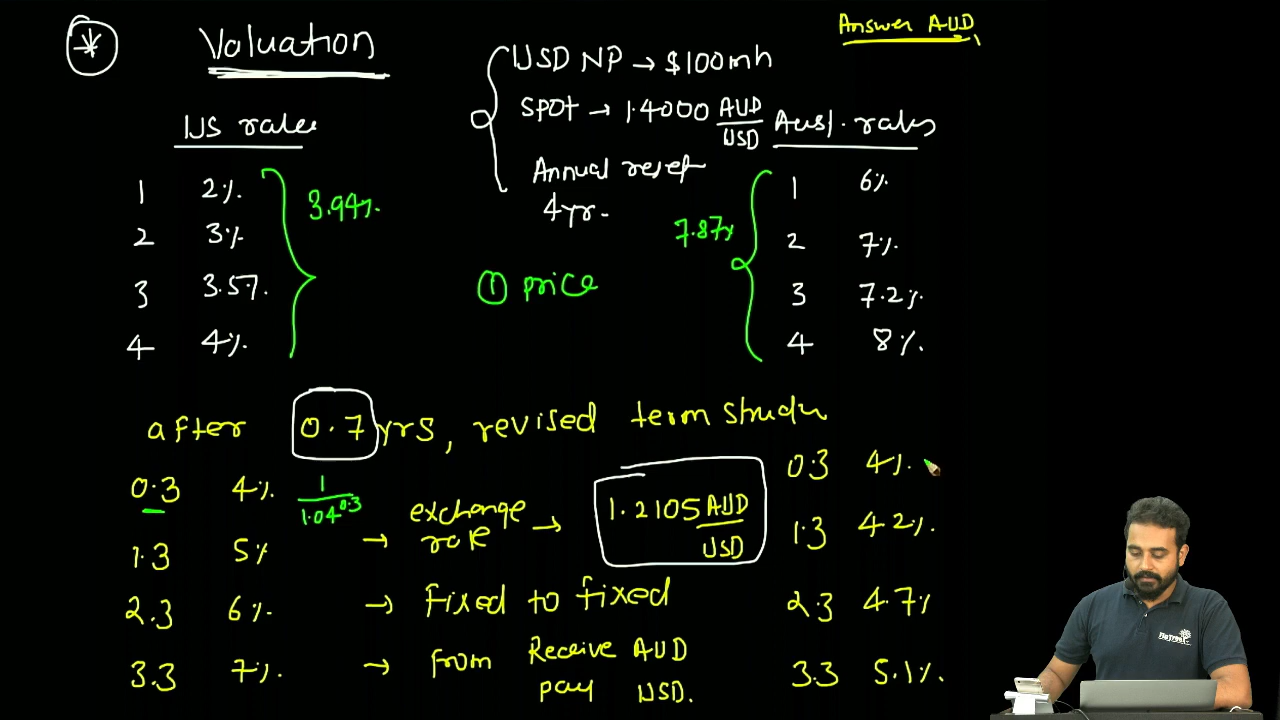 Answer AUD
* Valuation
USD NP → $100mn
SPOT → 1.4000 AUD/USD
Annual reset
4yr.
US rates
1 2%.
2 3%
3 3.5%.
4 4%.
3.94%.
① price
Aust. rates
1 6%
2 7%.
3 7.2%
4 8%.
7.87%
after 0.7 yrs, revised term structure
0.3 4%. 1/1.04^0.3
1.3 5%
2.3 6%.
3.3 7%.
→ exchange rate → 1.2105 AUD/USD
→ fixed to fixed
→ from Receive AUD
pay USD.
0.3 4%.
1.3 4.2%.
2.3 4.7%
3.3 5.1%.